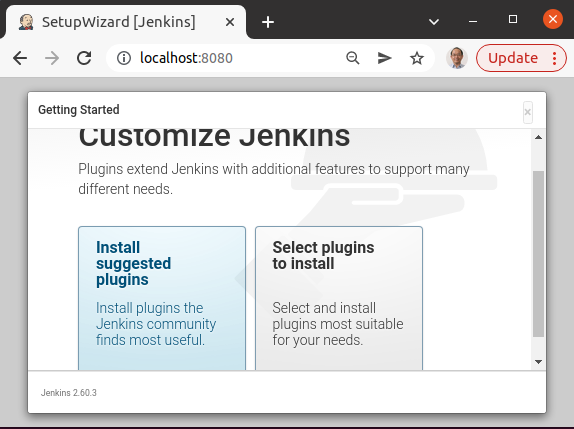 SetupWizard [Jenkins]
localhost:8080
Update
Getting Started
Customize Jenkins
Plugins extend Jenkins with additional features to support many
different needs.
Install
suggested
plugins
Install plugins the
Jenkins community
finds most useful.
Select plugins
to install
Select and install
plugins most suitable
for your needs.
Jenkins 2.60.3